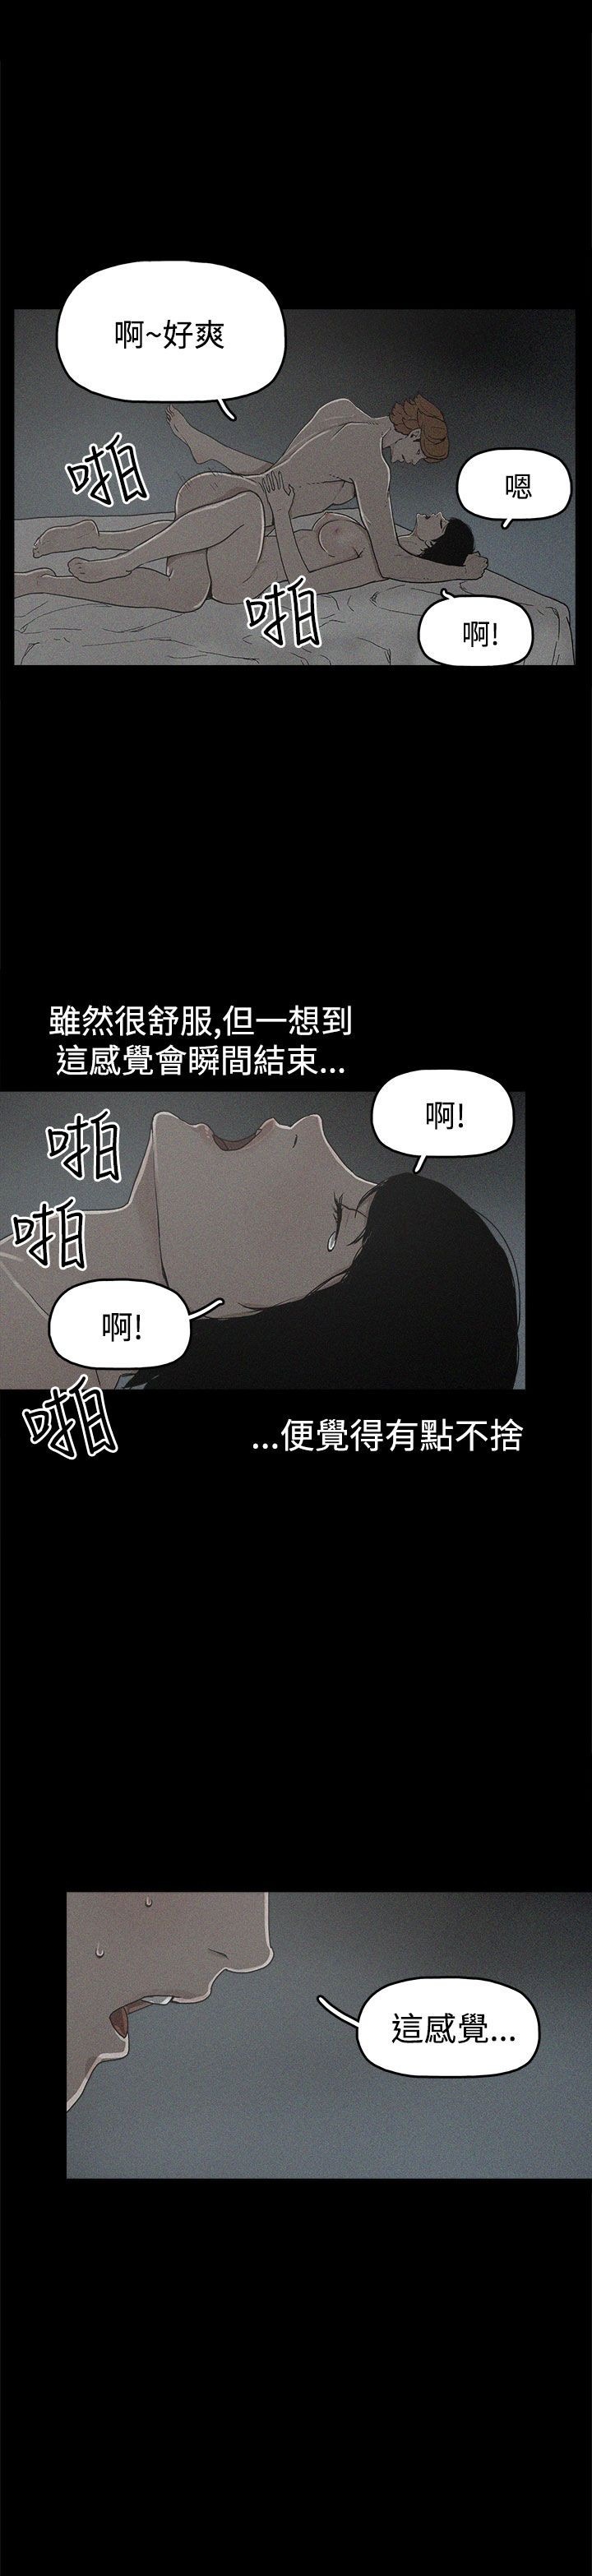 啊~好爽
啪
嗯
啪
啊!
雖然很舒服,但一想到
這感覺會瞬間結束...
啊!
啪
啪
啊!
啪
...便覺得有點不捨
這感覺...